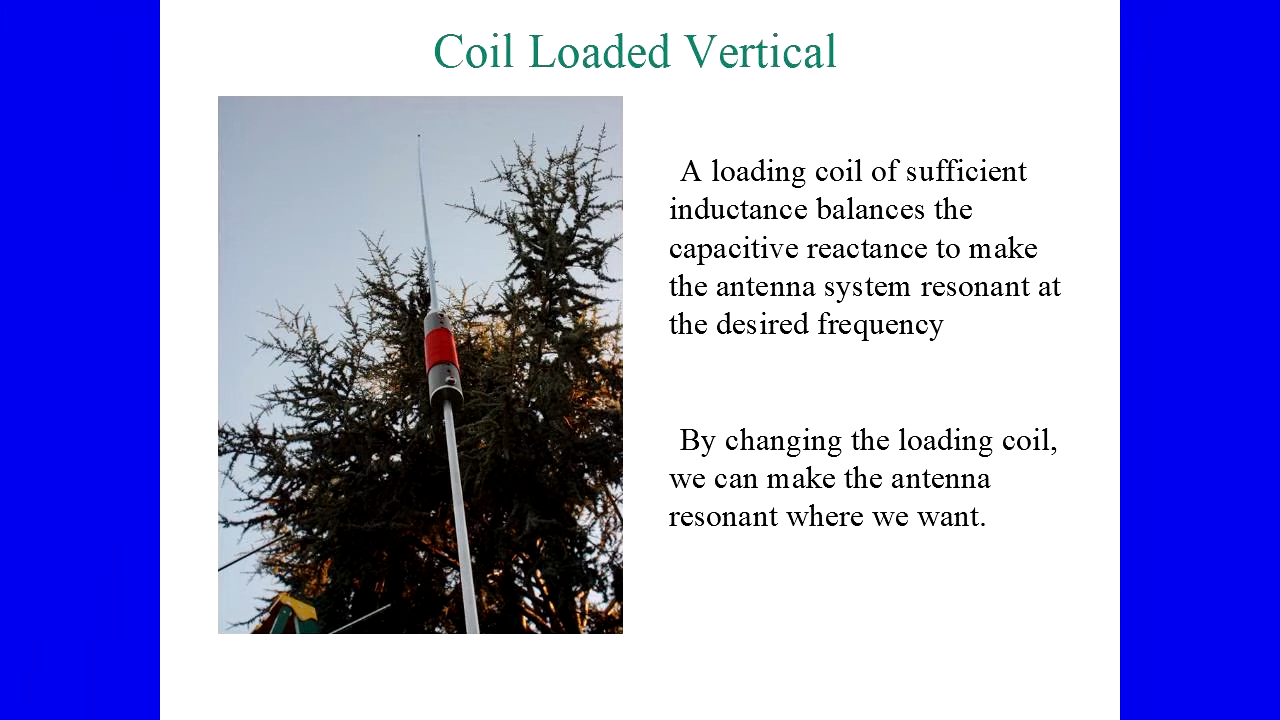 Coil Loaded Vertical
A loading coil of sufficient
inductance balances the
capacitive reactance to make
the antenna system resonant at
the desired frequency
By changing the loading coil,
we can make the antenna
resonant where we want.